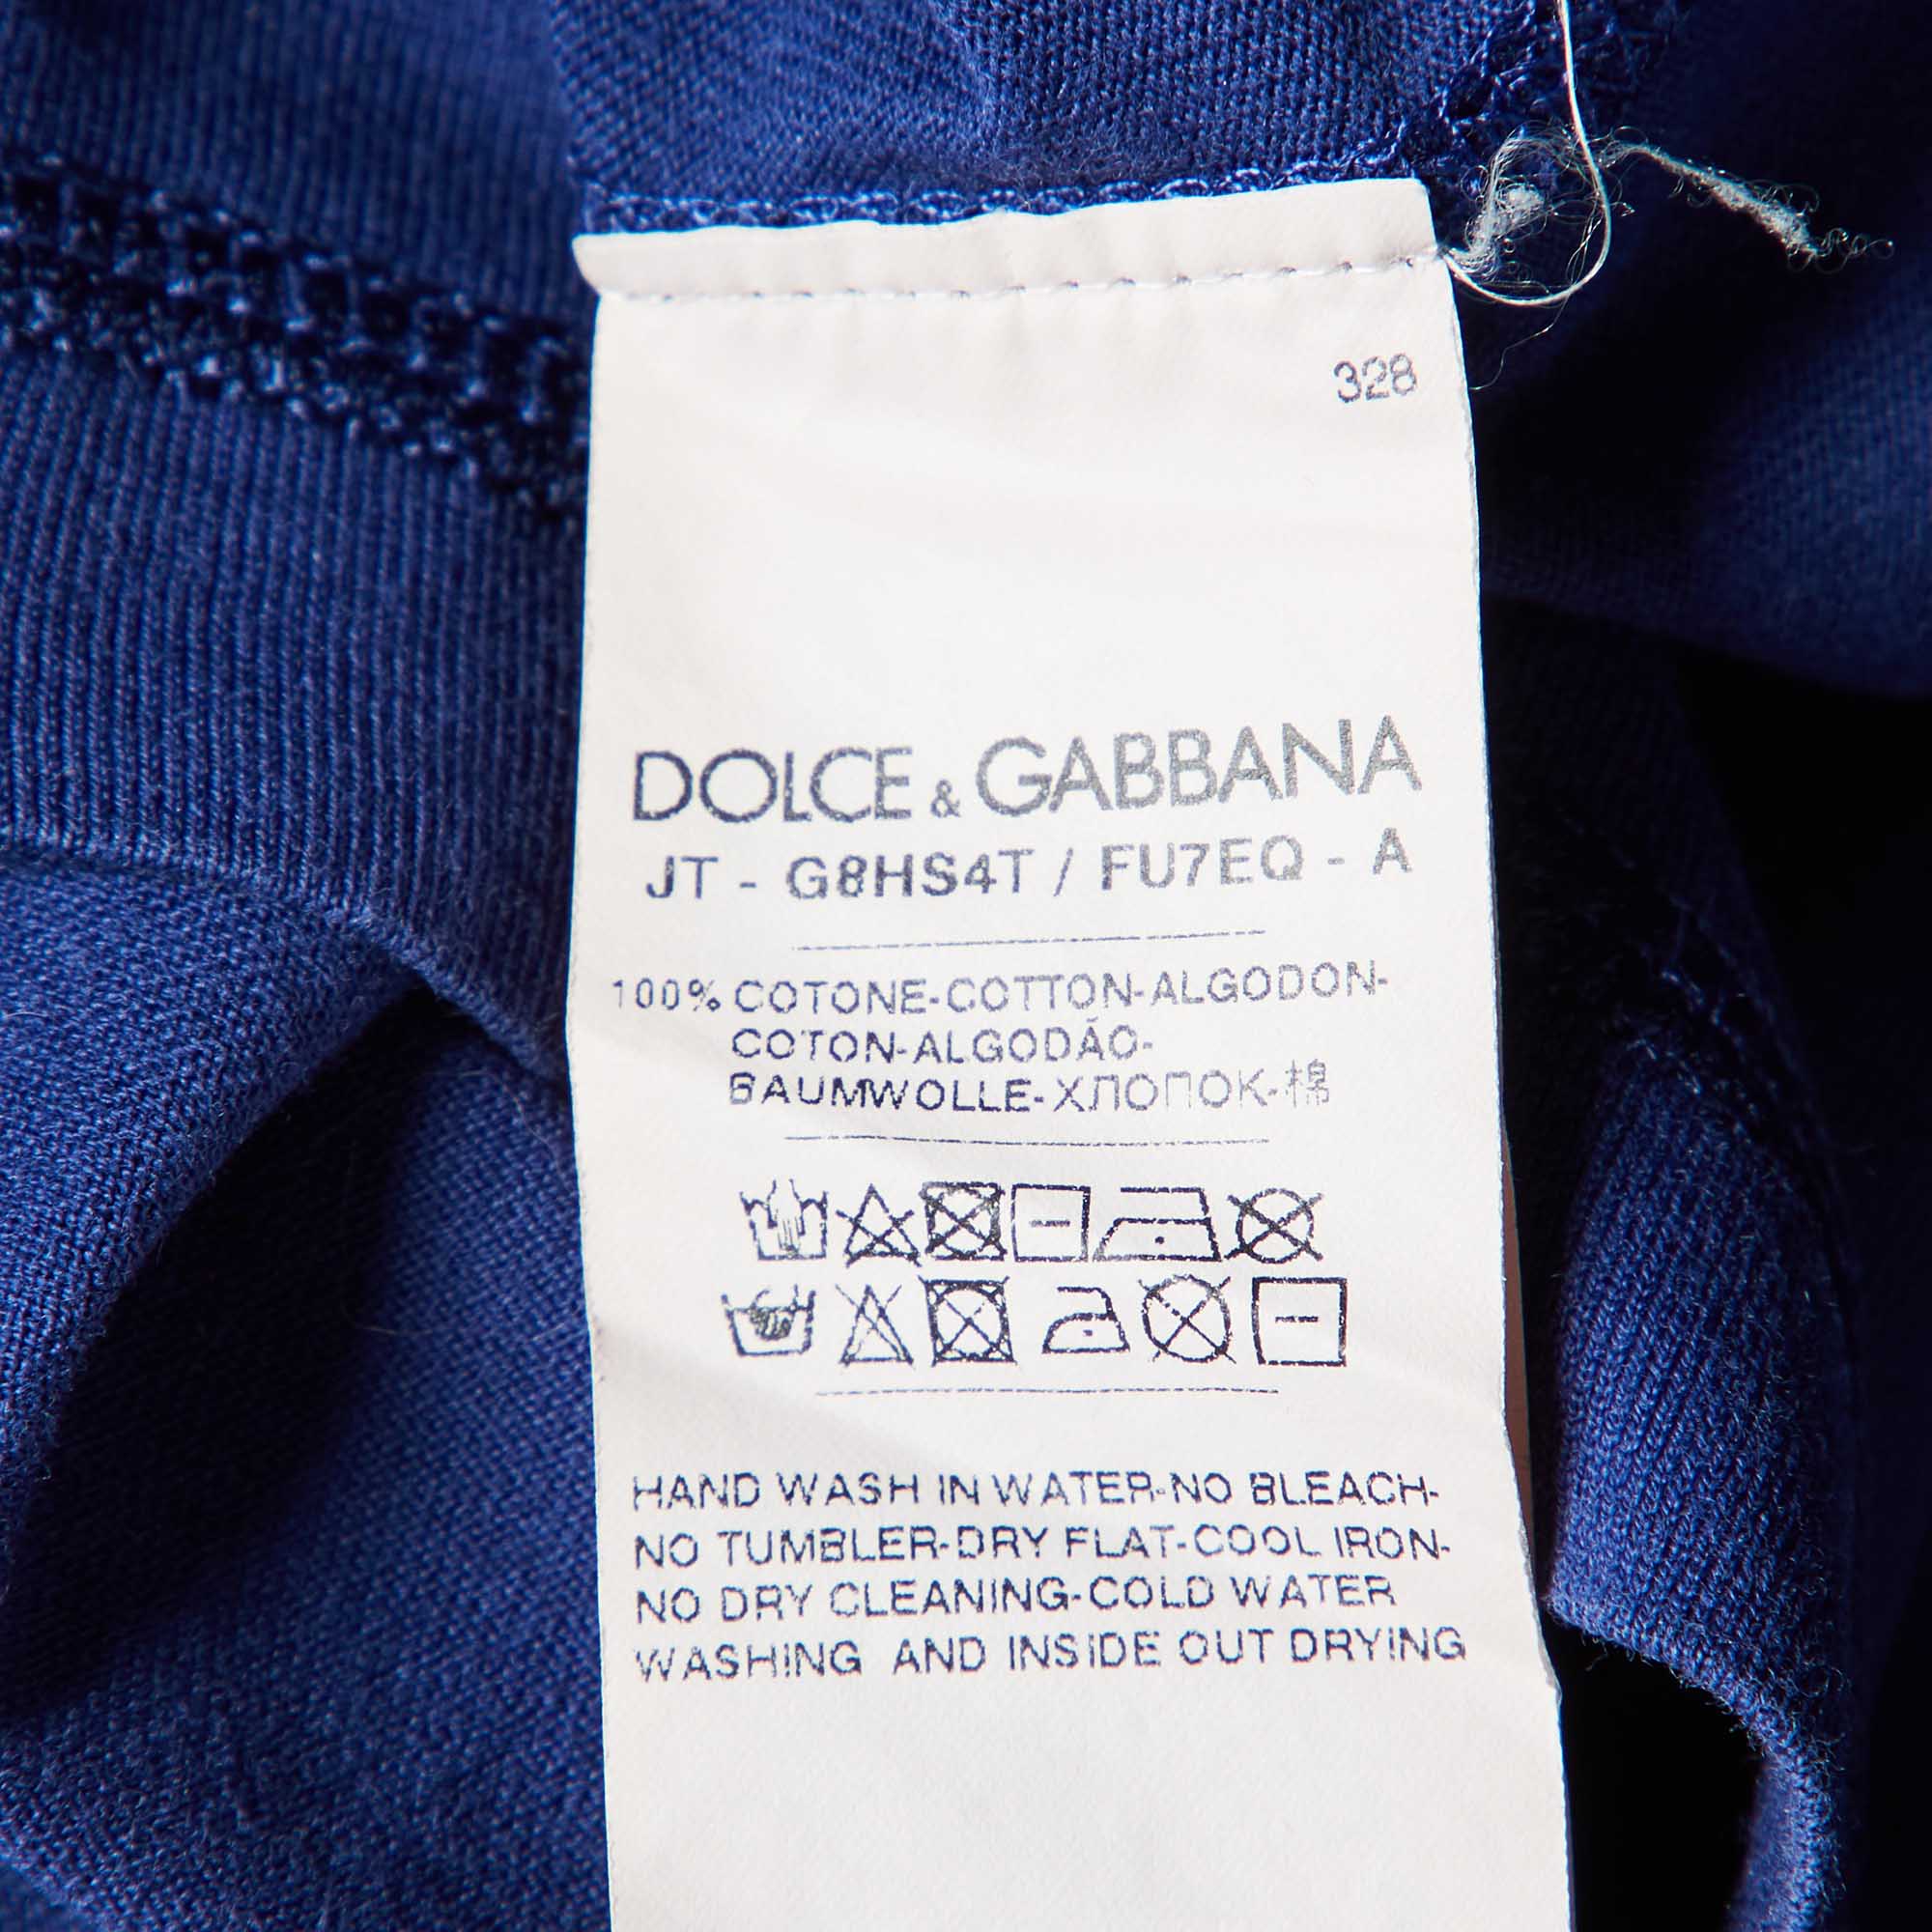 328
DOLCE & GABBANA
JT - G8HS4T / FU7EQ - A
100% COTONE-COTTON-ALGODON-
COTON-ALGODÃO-
BAUMWOLLE-ХЛОПОК-棉
HAND WASH IN WATER-NO BLEACH-
NO TUMBLER-DRY FLAT-COOL IRON-
NO DRY CLEANING-COLD WATER
WASHING AND INSIDE OUT DRYING